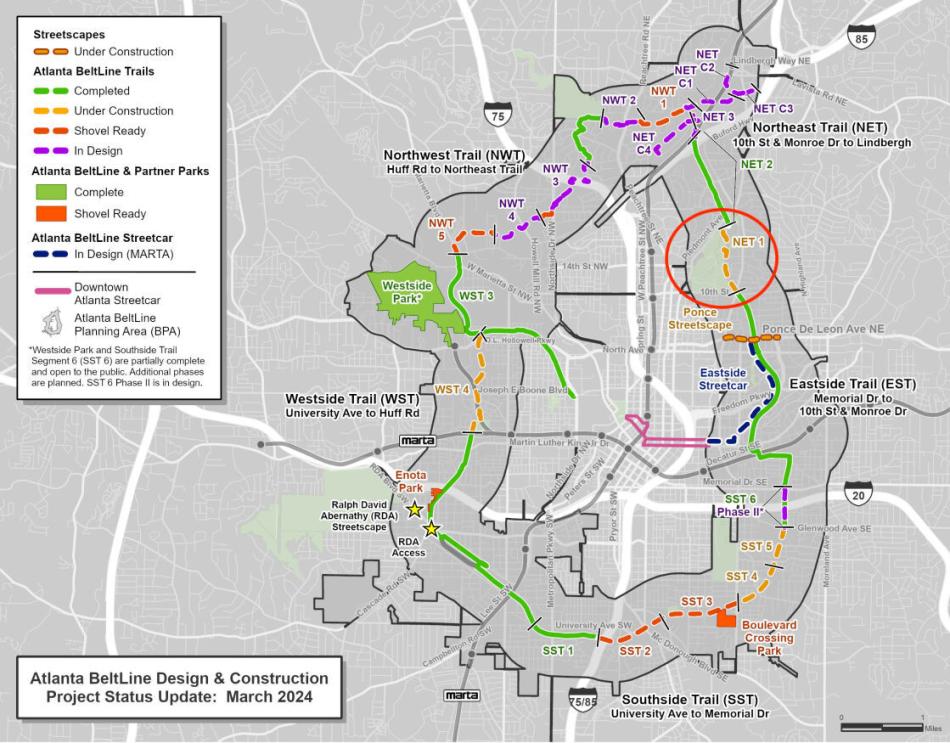 Streetscapes
Under Construction
Atlanta BeltLine Trails
Completed
Under Construction
Shovel Ready
In Design
Atlanta BeltLine & Partner Parks
Complete
Shovel Ready
Atlanta BeltLine Streetcar
In Design (MARTA)
Downtown
Atlanta Streetcar
Atlanta BeltLine
Planning Area (BPA)
*Westside Park and Southside Trail
Segment 6 (SST 6) are partially complete
and open to the public. Additional phases
are planned. SST 6 Phase II is in design.
85
75
Peachtree Rd NE
NET
C2
Lindbergh Way NE
NET
C1
Lavista Rd NE
NWT 2
NWT
1
NET C3
NET 3
Buford Hwy
NET
C4
Northeast Trail (NET)
10th St & Monroe Dr to Lindbergh
NET 2
Northwest Trail (NWT)
Huff Rd to Northeast Trail
NWT
3
NWT
4
NWT
5
Peachtree St NE
Piedmont Ave
NET 1
10th St
W Peachtree St NW
Spring St
Howell Mill Rd NW
Northside Dr NW
14th St NW
W Marietta St NW
Westside
Park*
WST 3
Ponce
Streetscape
Ponce De Leon Ave NE
D.L. Hollowell Pkwy
North Ave
Eastside
Streetcar
Freedom Pkwy
Eastside Trail (EST)
Memorial Dr to
10th St & Monroe Dr
WST 4
Joseph E Boone Blvd
Westside Trail (WST)
University Ave to Huff Rd
marta
Martin Luther King Jr Dr
Decatur St SE
Memorial Dr SE
Northside Dr NW
Peters St SW
Pryor St SW
20
Enota
Park
Ralph David
Abernathy (RDA)
Streetscape
RDA
Access
SST 6
Phase II*
Glenwood Ave SE
SST 5
SST 4
Moreland Ave
Metropolitan Pkwy SW
Cascade Rd SW
Lee St SW
SST 3
University Ave SW
Boulevard
Crossing
Park
SST 1
SST 2
Mc Donough Blvd SE
Campbellton Rd SW
marta
75/85
Southside Trail (SST)
University Ave to Memorial Dr
Atlanta BeltLine Design & Construction
Project Status Update: March 2024
0
1
Miles